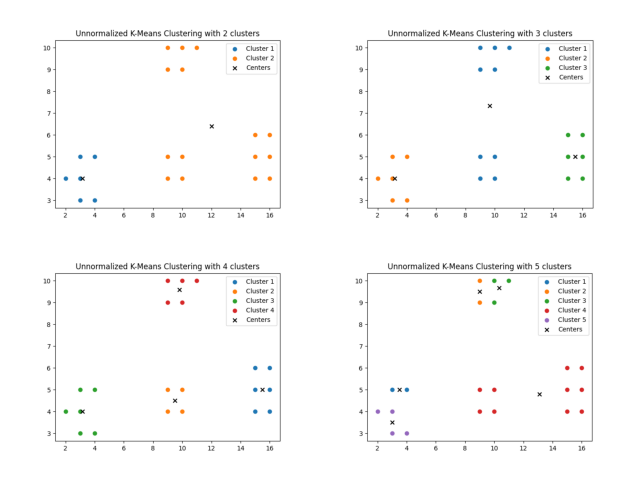 Unnormalized K-Means Clustering with 2 clusters
10
9
8
7
6
5
4
3
2 4 6 8 10 12 14 16
Cluster 1
Cluster 2
Centers
Unnormalized K-Means Clustering with 3 clusters
10
9
8
7
6
5
4
3
2 4 6 8 10 12 14 16
Cluster 1
Cluster 2
Cluster 3
Centers
Unnormalized K-Means Clustering with 4 clusters
10
9
8
7
6
5
4
3
2 4 6 8 10 12 14 16
Cluster 1
Cluster 2
Cluster 3
Cluster 4
Centers
Unnormalized K-Means Clustering with 5 clusters
10
9
8
7
6
5
4
3
2 4 6 8 10 12 14 16
Cluster 1
Cluster 2
Cluster 3
Cluster 4
Cluster 5
Centers